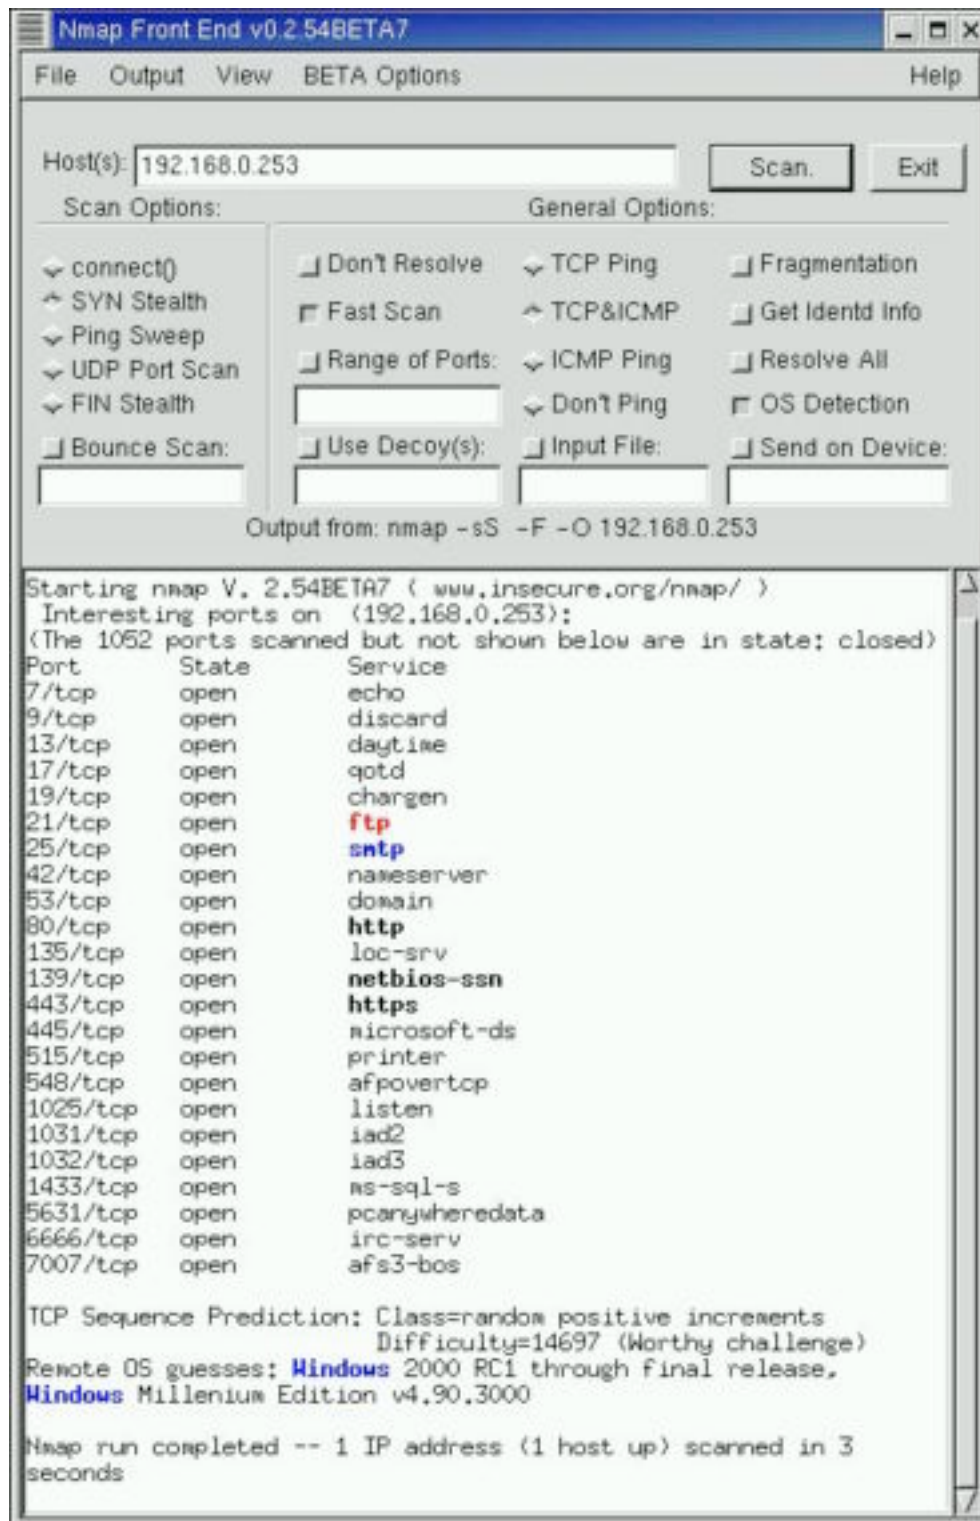 Nmap Front End v0.2.54BETA7
File Output View BETA Options Help
Host(s): 192.168.0.253 Scan. Exit
Scan Options: General Options:
connect() Don't Resolve TCP Ping Fragmentation
SYN Stealth Fast Scan TCP&ICMP Get Identd Info
Ping Sweep Range of Ports: ICMP Ping Resolve All
UDP Port Scan
FIN Stealth Don't Ping OS Detection
Bounce Scan: Use Decoy(s): Input File: Send on Device:
Output from: nmap -sS -F -O 192.168.0.253
Starting nmap V. 2.54BETA7 ( www.insecure.org/nmap/ )
Interesting ports on (192.168.0.253):
(The 1052 ports scanned but not shown below are in state: closed)
Port State Service
7/tcp open echo
9/tcp open discard
13/tcp open daytime
17/tcp open qotd
19/tcp open chargen
21/tcp open ftp
25/tcp open smtp
42/tcp open nameserver
53/tcp open domain
80/tcp open http
135/tcp open loc-srv
139/tcp open netbios-ssn
443/tcp open https
445/tcp open microsoft-ds
515/tcp open printer
548/tcp open afpovertcp
1025/tcp open listen
1031/tcp open iad2
1032/tcp open iad3
1433/tcp open ms-sql-s
5631/tcp open pcanywheredata
6666/tcp open irc-serv
7007/tcp open afs3-bos
TCP Sequence Prediction: Class=random positive increments
Difficulty=14697 (Worthy challenge)
Remote OS guesses: Windows 2000 RC1 through final release,
Windows Millenium Edition v4.90.3000
Nmap run completed -- 1 IP address (1 host up) scanned in 3
seconds